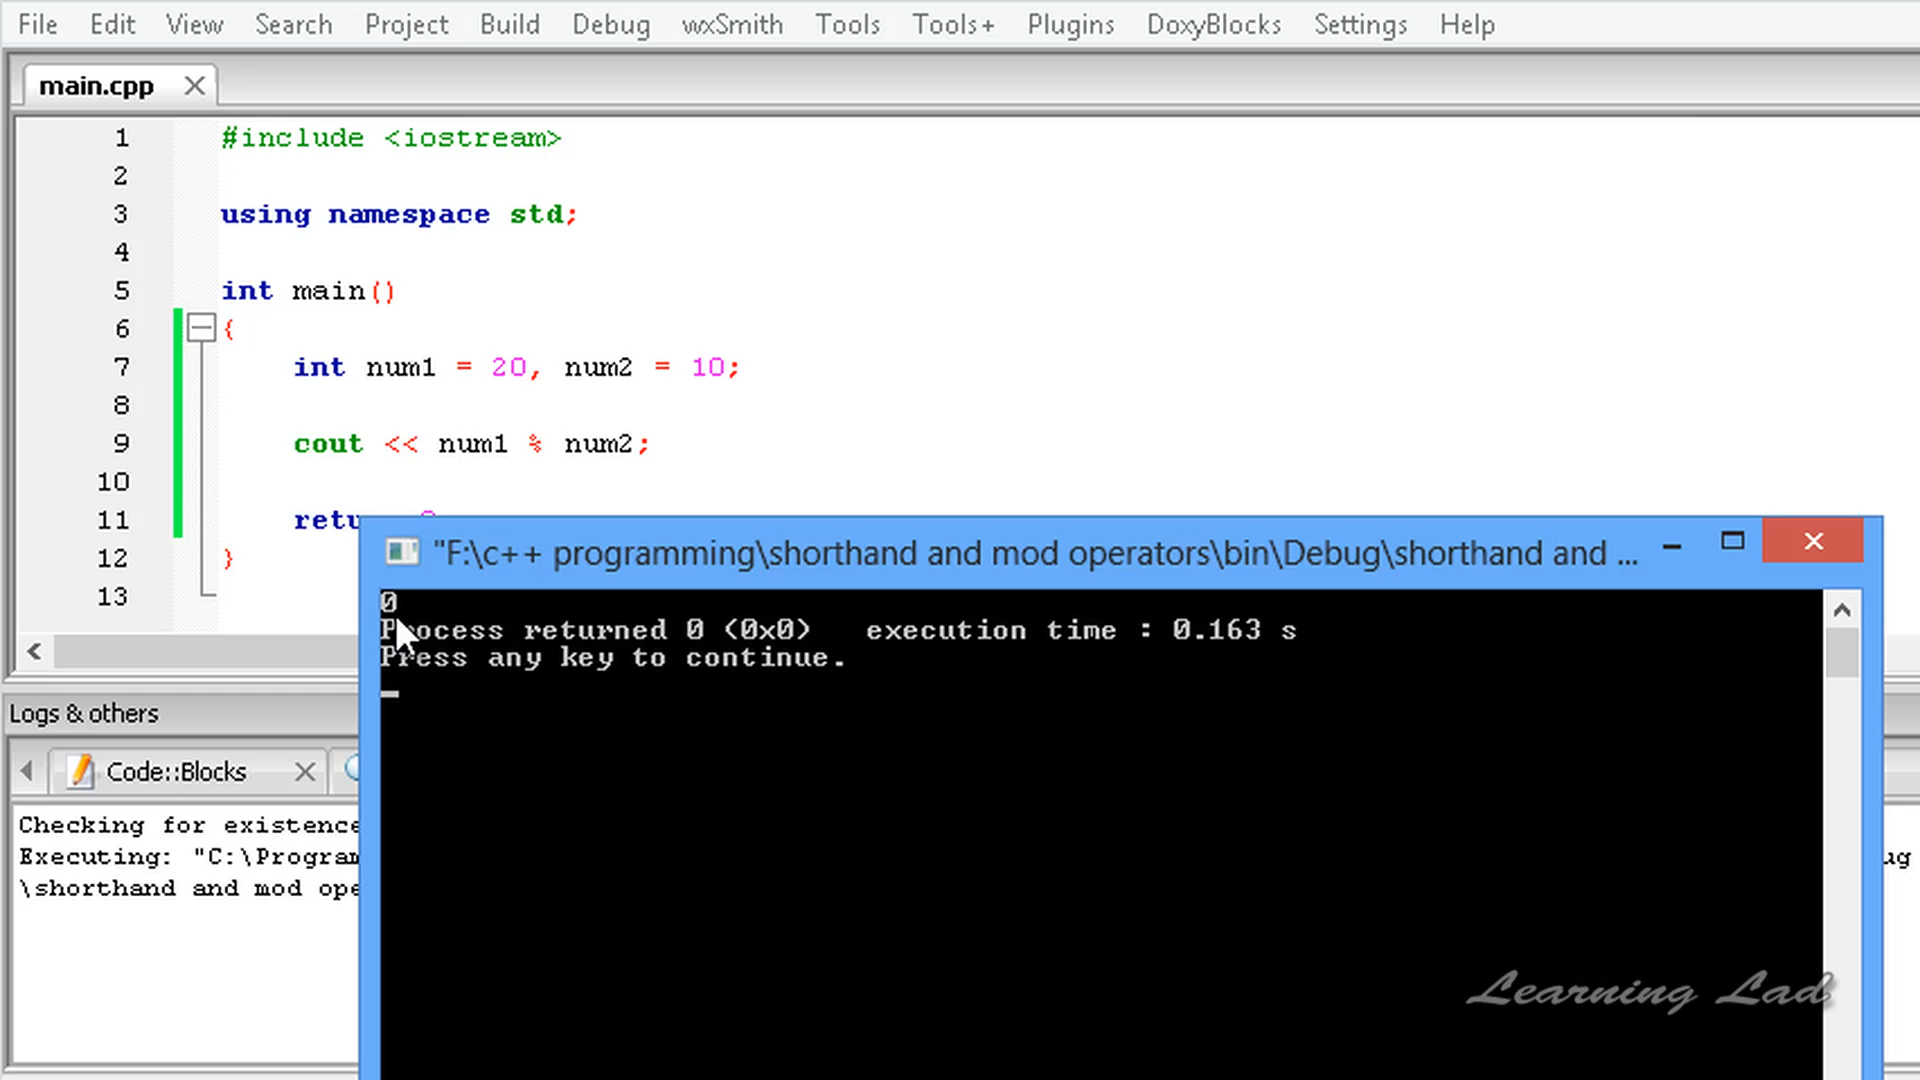 File Edit View Search Project Build Debug wxSmith Tools Tools+ Plugins DoxyBlocks Settings Help
main.cpp
1 #include <iostream>
2
3 using namespace std;
4
5 int main()
6 {
7 int num1 = 20, num2 = 10;
8
9 cout << num1 % num2;
10
11 retu
12 }
13
"F:\c++ programming\shorthand and mod operators\bin\Debug\shorthand and ...
0
Process returned 0 (0x0) execution time : 0.163 s
Press any key to continue.
Logs & others
Code::Blocks
Checking for existence
Executing: "C:\Program ug
\shorthand and mod ope
Learning Lad